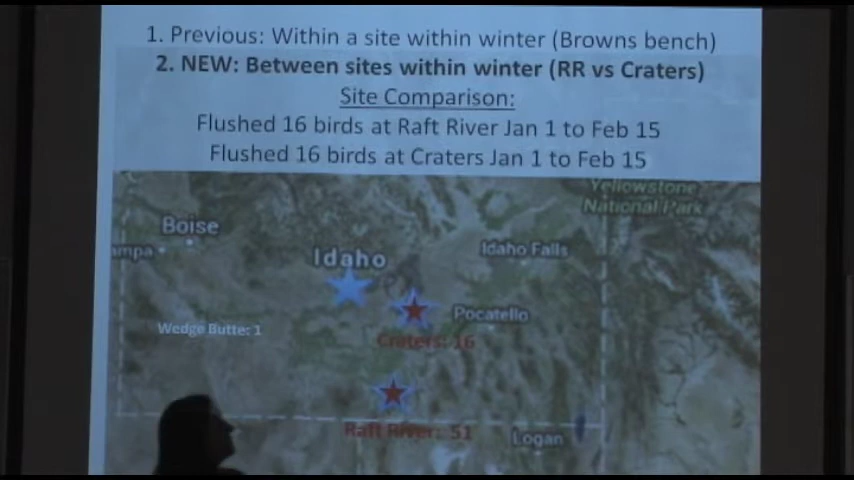 1. Previous: Within a site within winter (Browns bench)
2. NEW: Between sites within winter (RR vs Craters)
Site Comparison:
Flushed 16 birds at Raft River Jan 1 to Feb 15
Flushed 16 birds at Craters Jan 1 to Feb 15
Yellowstone
National Park
Boise
ampa
Idaho
Idaho Falls
Pocatello
Wedge Butte: 1
Craters: 16
Raft River: 51
Logan